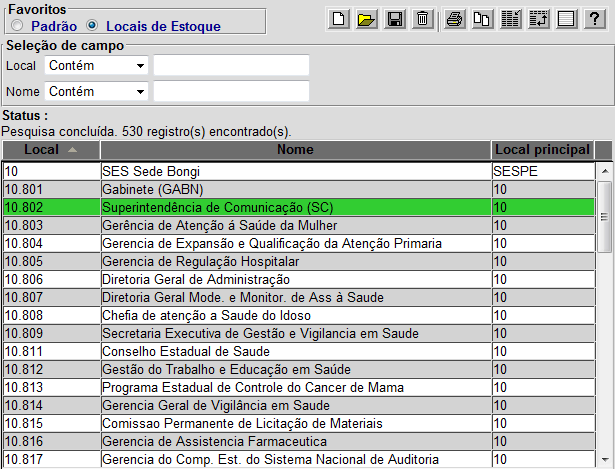 Favoritos
Padrão Locais de Estoque
?
Seleção de campo
Local Contém
Nome Contém
Status :
Pesquisa concluída. 530 registro(s) encontrado(s).
Local Nome Local principal
10 SES Sede Bongi SESPE
10.801 Gabinete (GABN) 10
10.802 Superintendência de Comunicação (SC) 10
10.803 Gerência de Atenção á Saúde da Mulher 10
10.804 Gerencia de Expansão e Qualificação da Atenção Primaria 10
10.805 Gerencia de Regulação Hospitalar 10
10.806 Diretoria Geral de Administração 10
10.807 Diretoria Geral Mode. e Monitor. de Ass à Saude 10
10.808 Chefia de atenção a Saude do Idoso 10
10.809 Secretaria Executiva de Gestão e Vigilancia em Saude 10
10.811 Conselho Estadual de Saude 10
10.812 Gestão do Trabalho e Educação em Saúde 10
10.813 Programa Estadual de Controle do Cancer de Mama 10
10.814 Gerencia Geral de Vigilância em Saude 10
10.815 Comissao Permanente de Licitação de Materiais 10
10.816 Gerencia de Assistencia Farmaceutica 10
10.817 Gerencia do Comp. Est. do Sistema Nacional de Auditoria 10